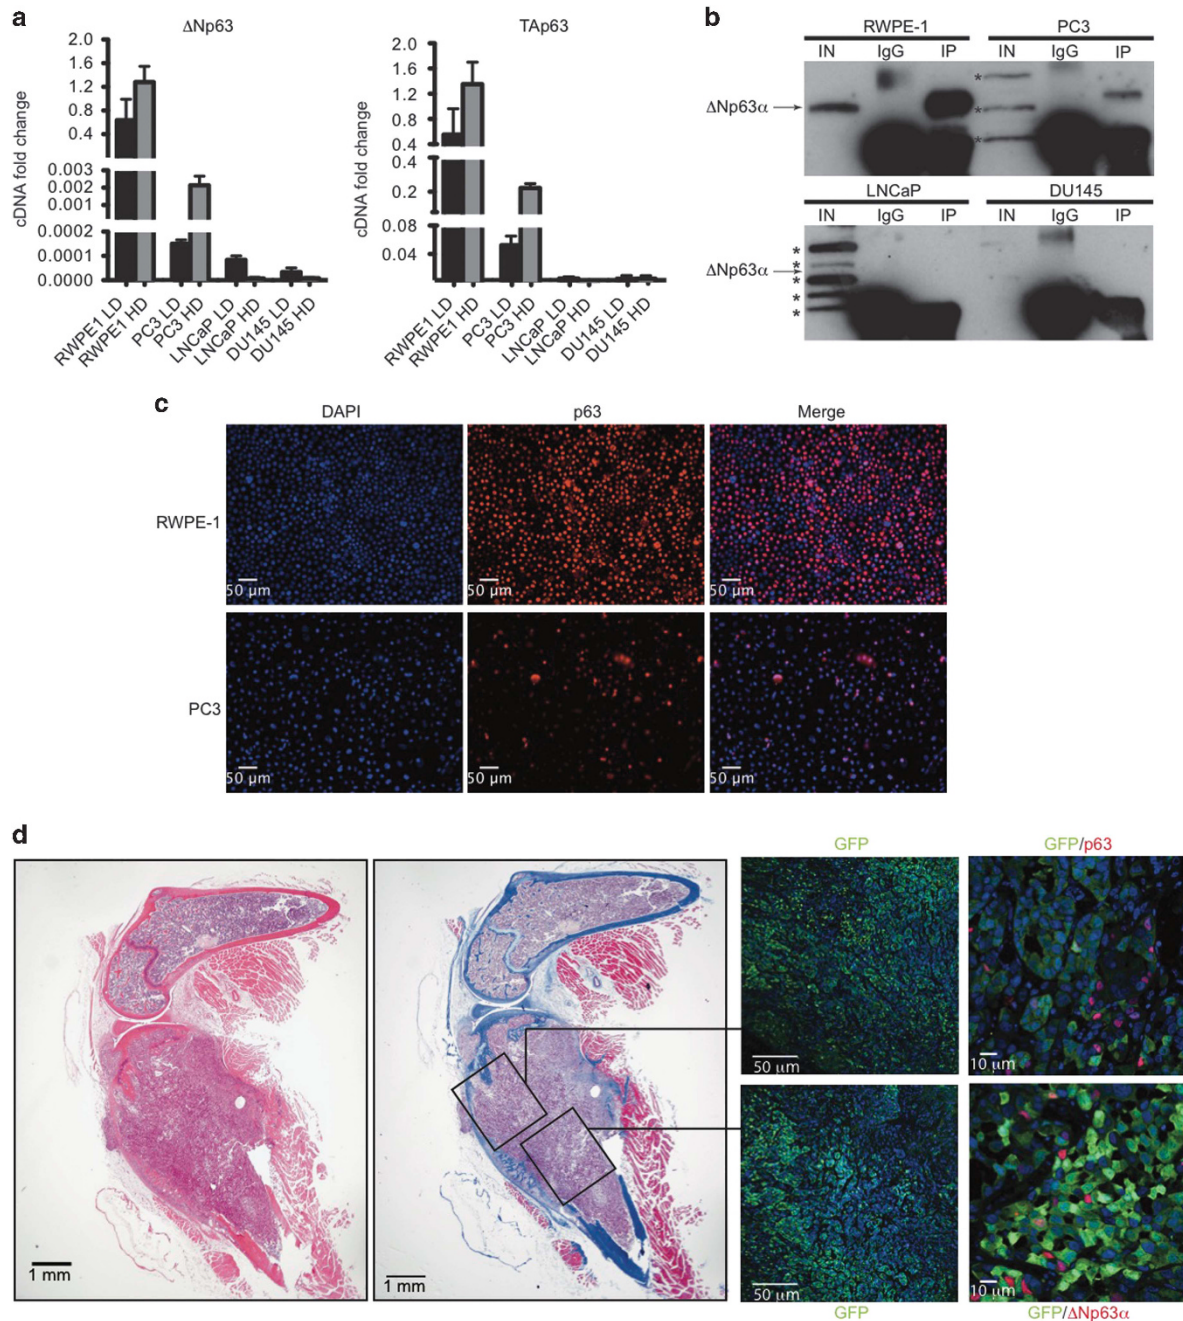 a
ΔNp63
cDNA fold change
2.0
1.6
1.2
0.8
0.4
0.003
0.002
0.001
0.0002
0.0001
0.0000
RWPE1 LD
RWPE1 HD
PC3 LD
PC3 HD
LNCaP LD
LNCaP HD
DU145 LD
DU145 HD
TAp63
cDNA fold change
2.0
1.6
1.2
0.8
0.4
0.4
0.2
0.08
0.04
RWPE1 LD
RWPE1 HD
PC3 LD
PC3 HD
LNCaP LD
LNCaP HD
DU145 LD
DU145 HD
b
RWPE-1 PC3
IN IgG IP IN IgG IP
ΔNp63α
*
*
*
LNCaP DU145
IN IgG IP IN IgG IP
ΔNp63α
*
*
*
*
*
c
DAPI p63 Merge
RWPE-1
50 µm 50 µm 50 µm
PC3
50 µm 50 µm 50 µm
d
GFP GFP/p63
50 µm 10 µm
1 mm 1 mm
50 µm 10 µm
GFP GFP/ΔNp63α